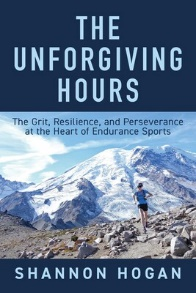 THE
UNFORGIVING
HOURS
The Grit, Resilience, and Perseverance
at the Heart of Endurance Sports
SHANNON HOGAN